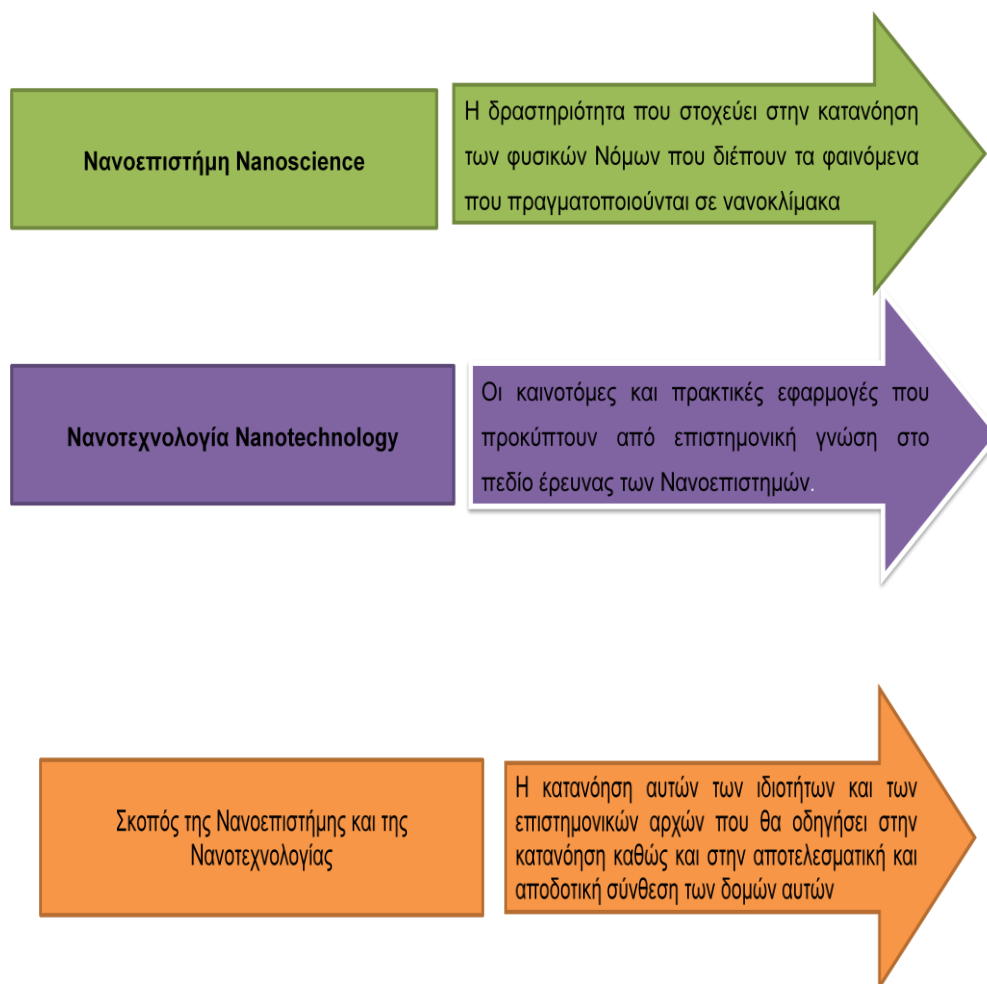 Νανοεπιστήμη Nanoscience
Η δραστηριότητα που στοχεύει στην κατανόηση
των φυσικών Νόμων που διέπουν τα φαινόμενα
που πραγματοποιούνται σε νανοκλίμακα
Νανοτεχνολογία Nanotechnology
Οι καινοτόμες και πρακτικές εφαρμογές που
προκύπτουν από επιστημονική γνώση στο
πεδίο έρευνας των Νανοεπιστημών.
Σκοπός της Νανοεπιστήμης και της
Νανοτεχνολογίας
Η κατανόηση αυτών των ιδιοτήτων και των
επιστημονικών αρχών που θα οδηγήσει στην
κατανόηση καθώς και στην αποτελεσματική και
αποδοτική σύνθεση των δομών αυτών